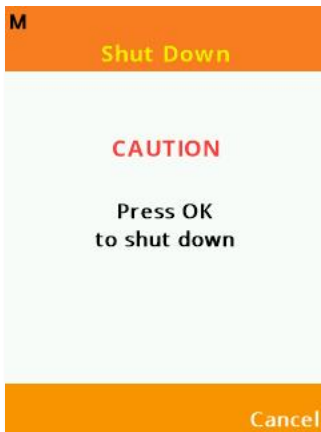 M
Shut Down
CAUTION
Press OK
to shut down
Cancel